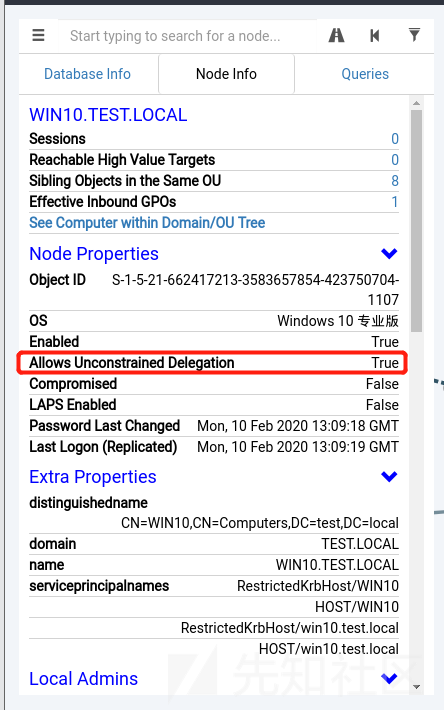 Start typing to search for a node...
Database Info Node Info Queries
WIN10.TEST.LOCAL
Sessions 0
Reachable High Value Targets 0
Sibling Objects in the Same OU 8
Effective Inbound GPOs 1
See Computer within Domain/OU Tree
Node Properties
Object ID S-1-5-21-662417213-3583657854-423750704-
1107
OS Windows 10 专业版
Enabled True
Allows Unconstrained Delegation True
Compromised False
LAPS Enabled False
Password Last Changed Mon, 10 Feb 2020 13:09:18 GMT
Last Logon (Replicated) Mon, 10 Feb 2020 13:09:19 GMT
Extra Properties
distinguishedname
CN=WIN10,CN=Computers,DC=test,DC=local
domain TEST.LOCAL
name WIN10.TEST.LOCAL
serviceprincipalnames RestrictedKrbHost/WIN10
HOST/WIN10
RestrictedKrbHost/win10.test.local
HOST/win10.test.local
Local Admins
先知社区